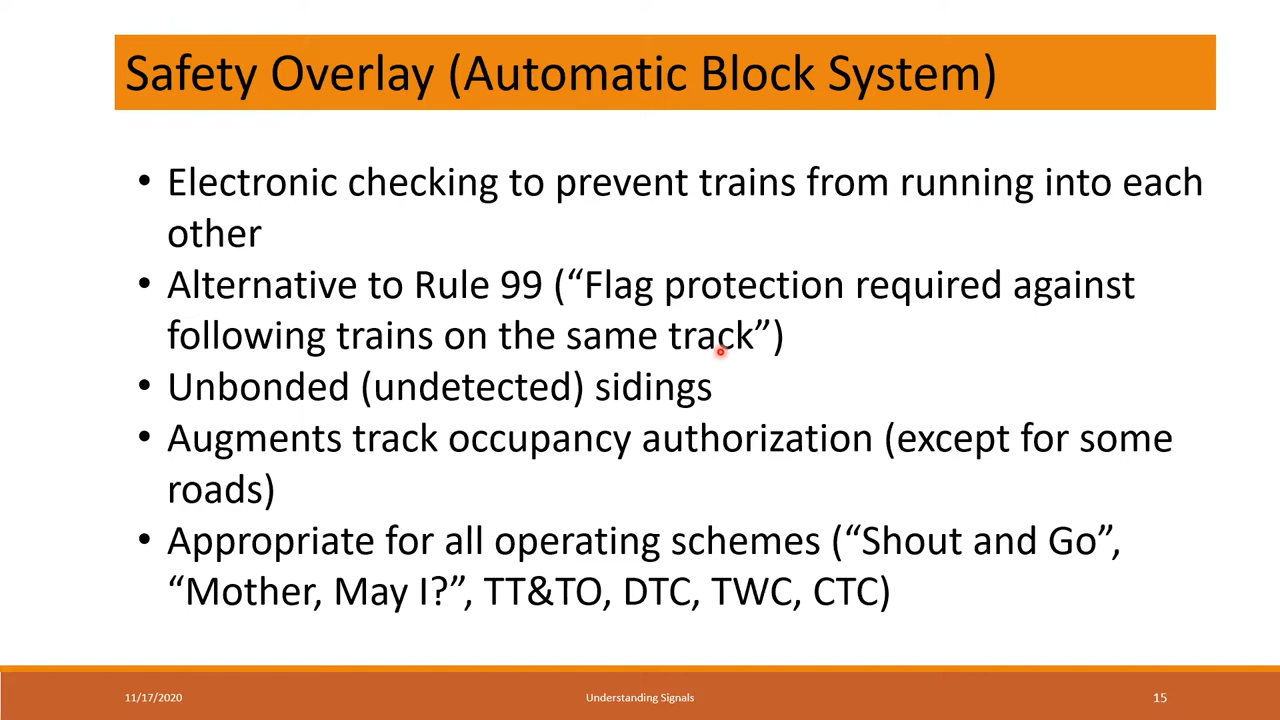 Safety Overlay (Automatic Block System)
• Electronic checking to prevent trains from running into each
other
• Alternative to Rule 99 (“Flag protection required against
following trains on the same track”)
• Unbonded (undetected) sidings
• Augments track occupancy authorization (except for some
roads)
• Appropriate for all operating schemes (“Shout and Go”,
“Mother, May I?”, TT&TO, DTC, TWC, CTC)
11/17/2020
Understanding Signals
15